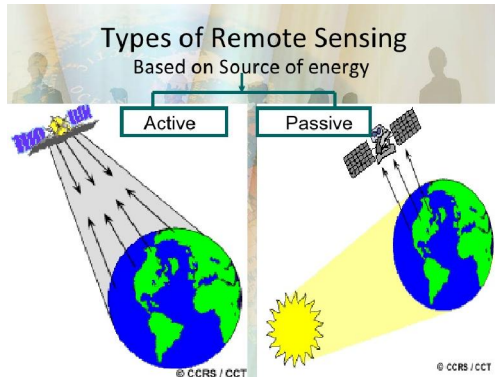 Types of Remote Sensing
Based on Source of energy
Active
Passive
© CCRS / CCT
© CCRS / CCT